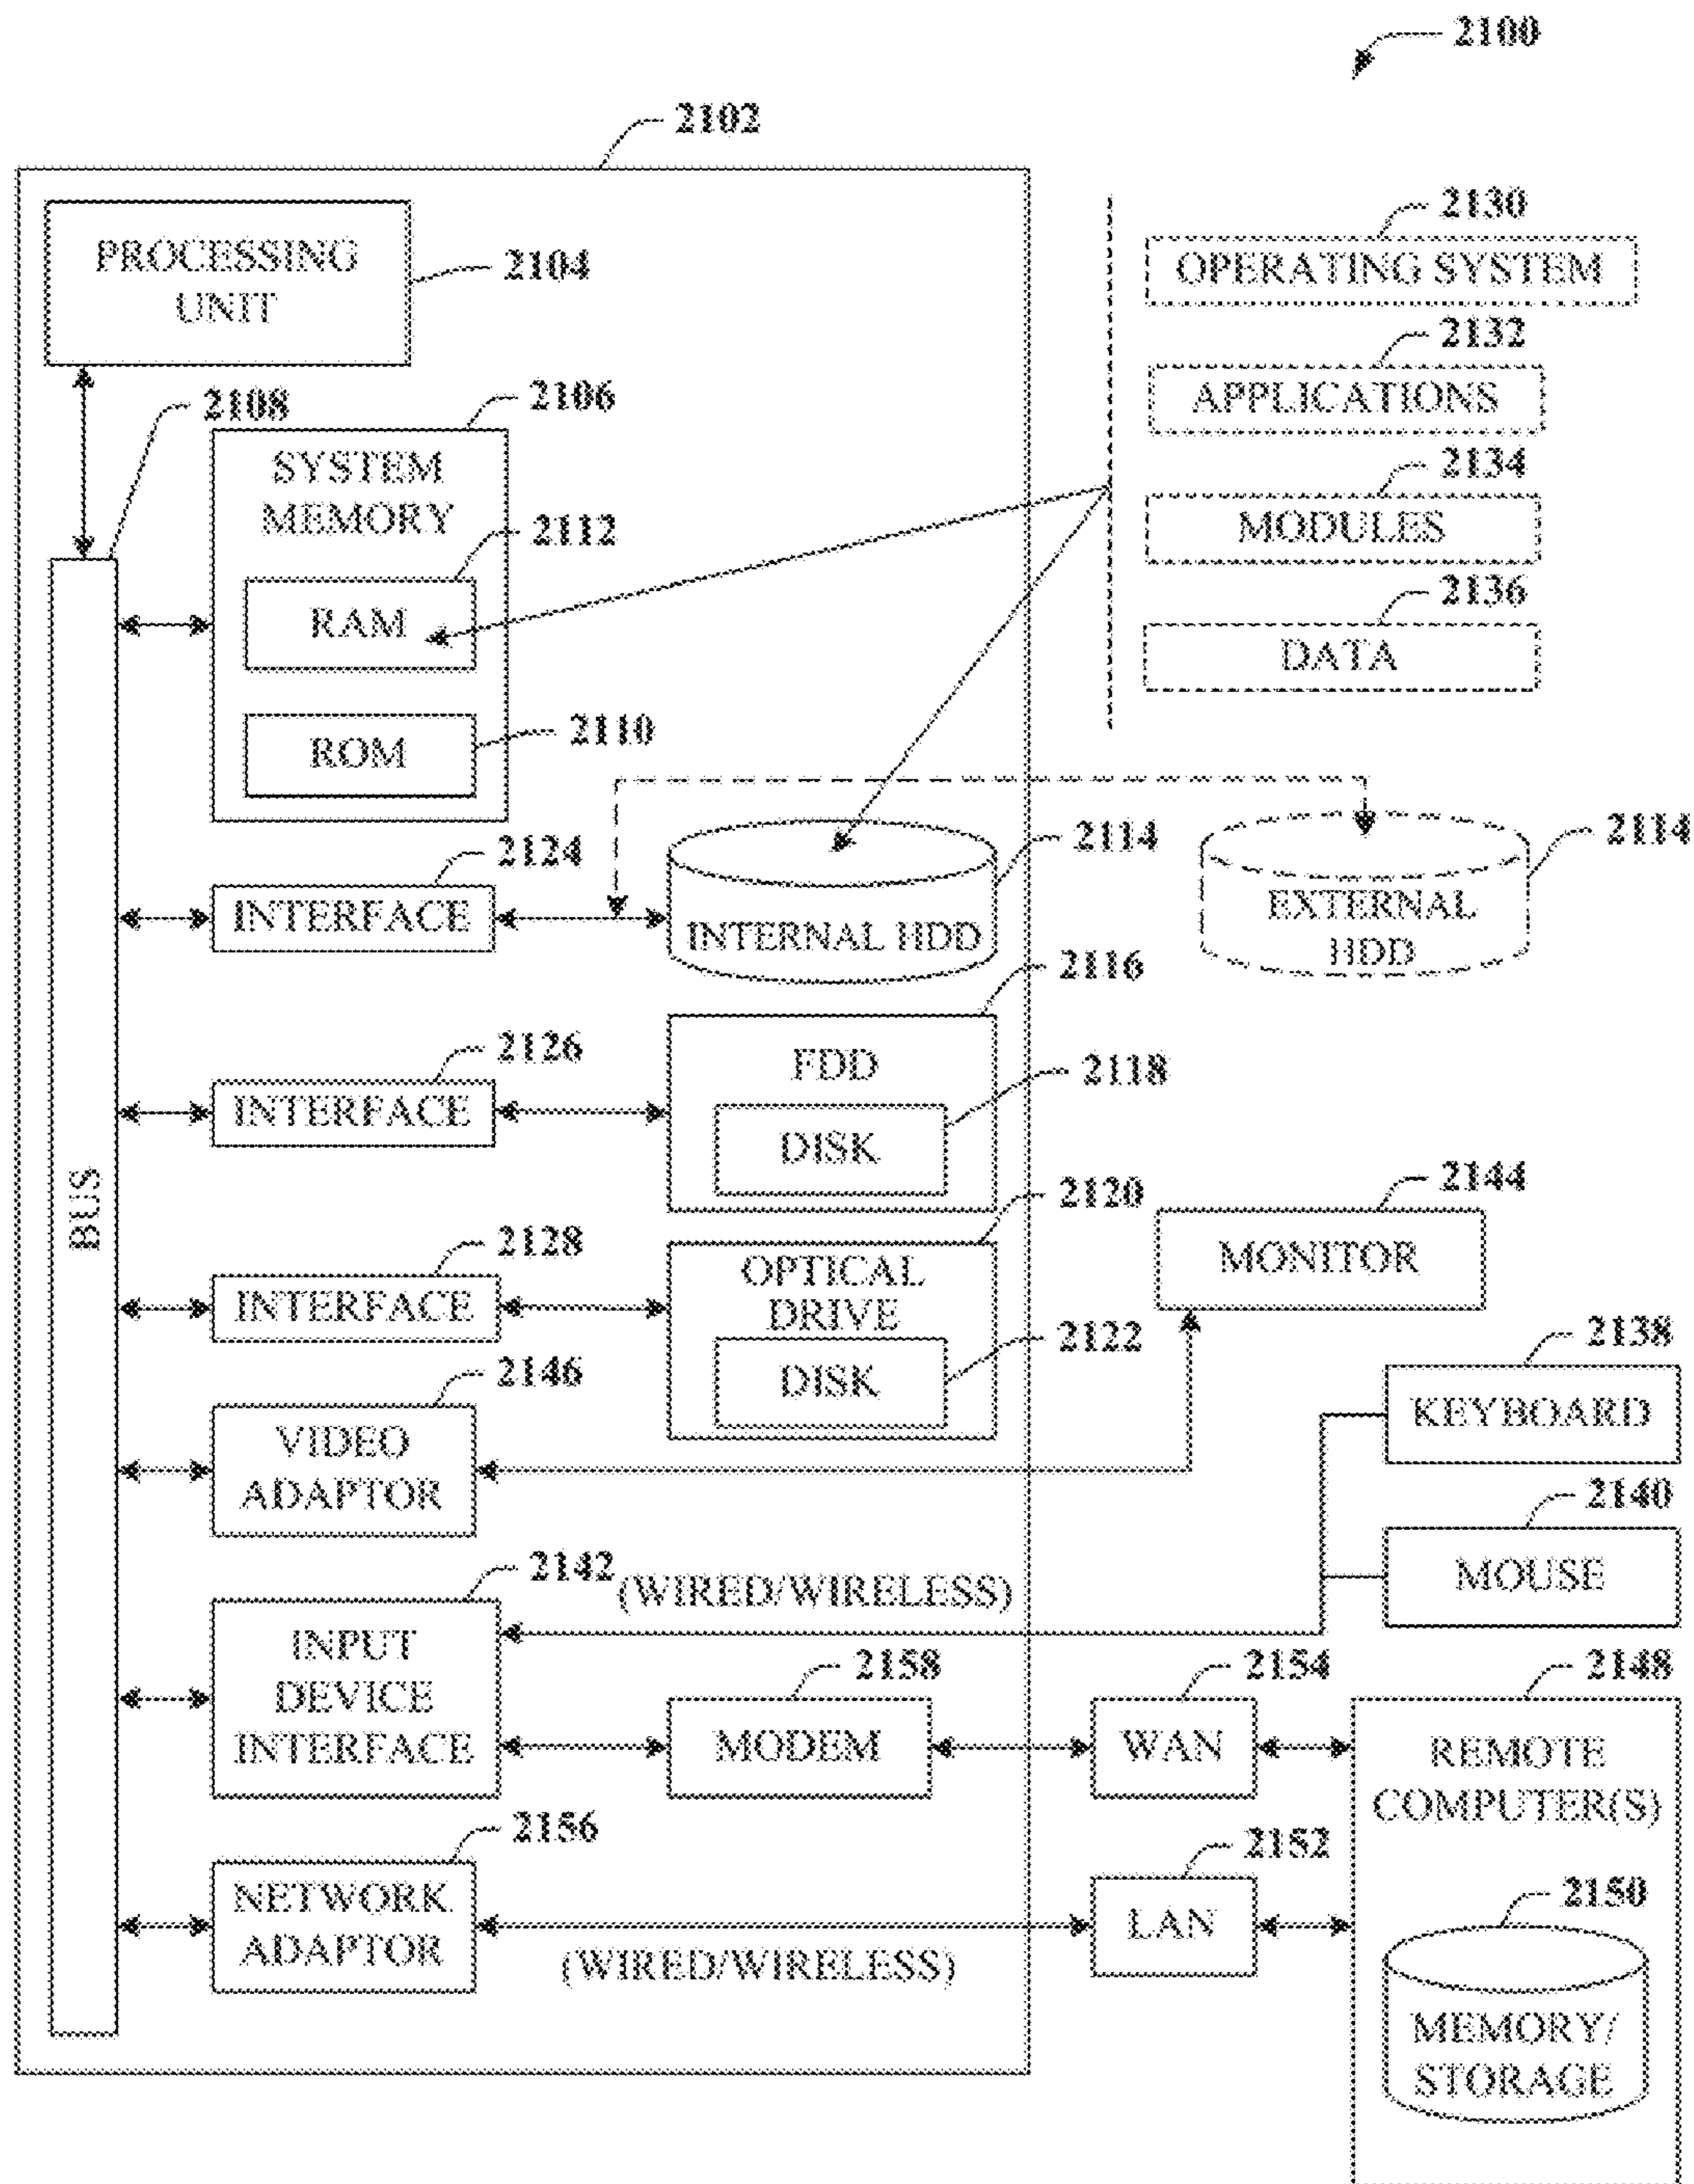 2100
2102
PROCESSING
UNIT
2104
2130
OPERATING SYSTEM
2132
APPLICATIONS
2134
MODULES
2136
DATA
2108
2106
SYSTEM
MEMORY
2112
RAM
2110
ROM
2124
INTERFACE
2114
INTERNAL HDD
2114
EXTERNAL
HDD
2116
FDD
2126
INTERFACE
2118
DISK
BUS
2120
OPTICAL
DRIVE
2128
INTERFACE
2122
DISK
2144
MONITOR
2138
KEYBOARD
2146
VIDEO
ADAPTOR
2140
MOUSE
2142
(WIRED/WIRELESS)
INPUT
DEVICE
INTERFACE
2158
MODEM
2154
WAN
2148
REMOTE
COMPUTER(S)
2156
NETWORK
ADAPTOR
(WIRED/WIRELESS)
2152
LAN
2150
MEMORY/
STORAGE